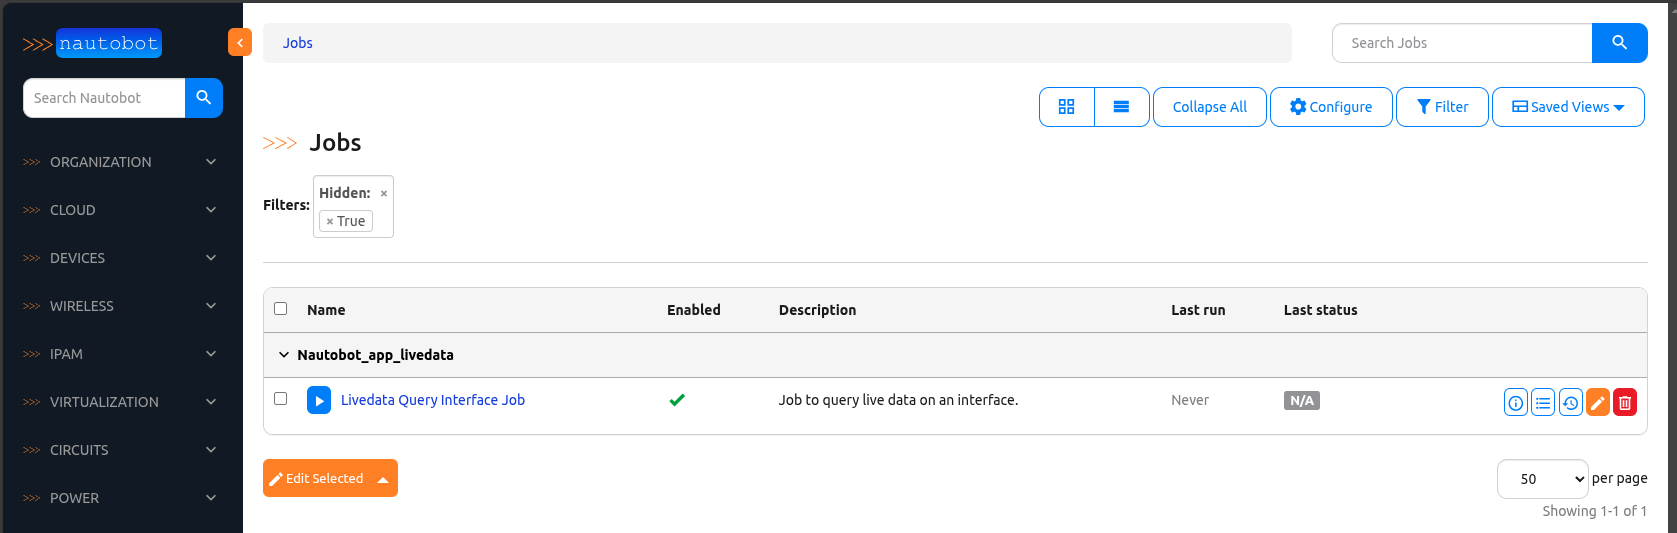 >>> nautobot
Search Nautobot
>>> ORGANIZATION
>>> CLOUD
>>> DEVICES
>>> WIRELESS
>>> IPAM
>>> VIRTUALIZATION
>>> CIRCUITS
>>> POWER
Jobs
Search Jobs
Collapse All Configure Filter Saved Views
>>> Jobs
Filters: Hidden: ×
× True
Name Enabled Description Last run Last status
Nautobot_app_livedata
Livedata Query Interface Job Job to query live data on an interface. Never N/A
Edit Selected
50 per page
Showing 1-1 of 1